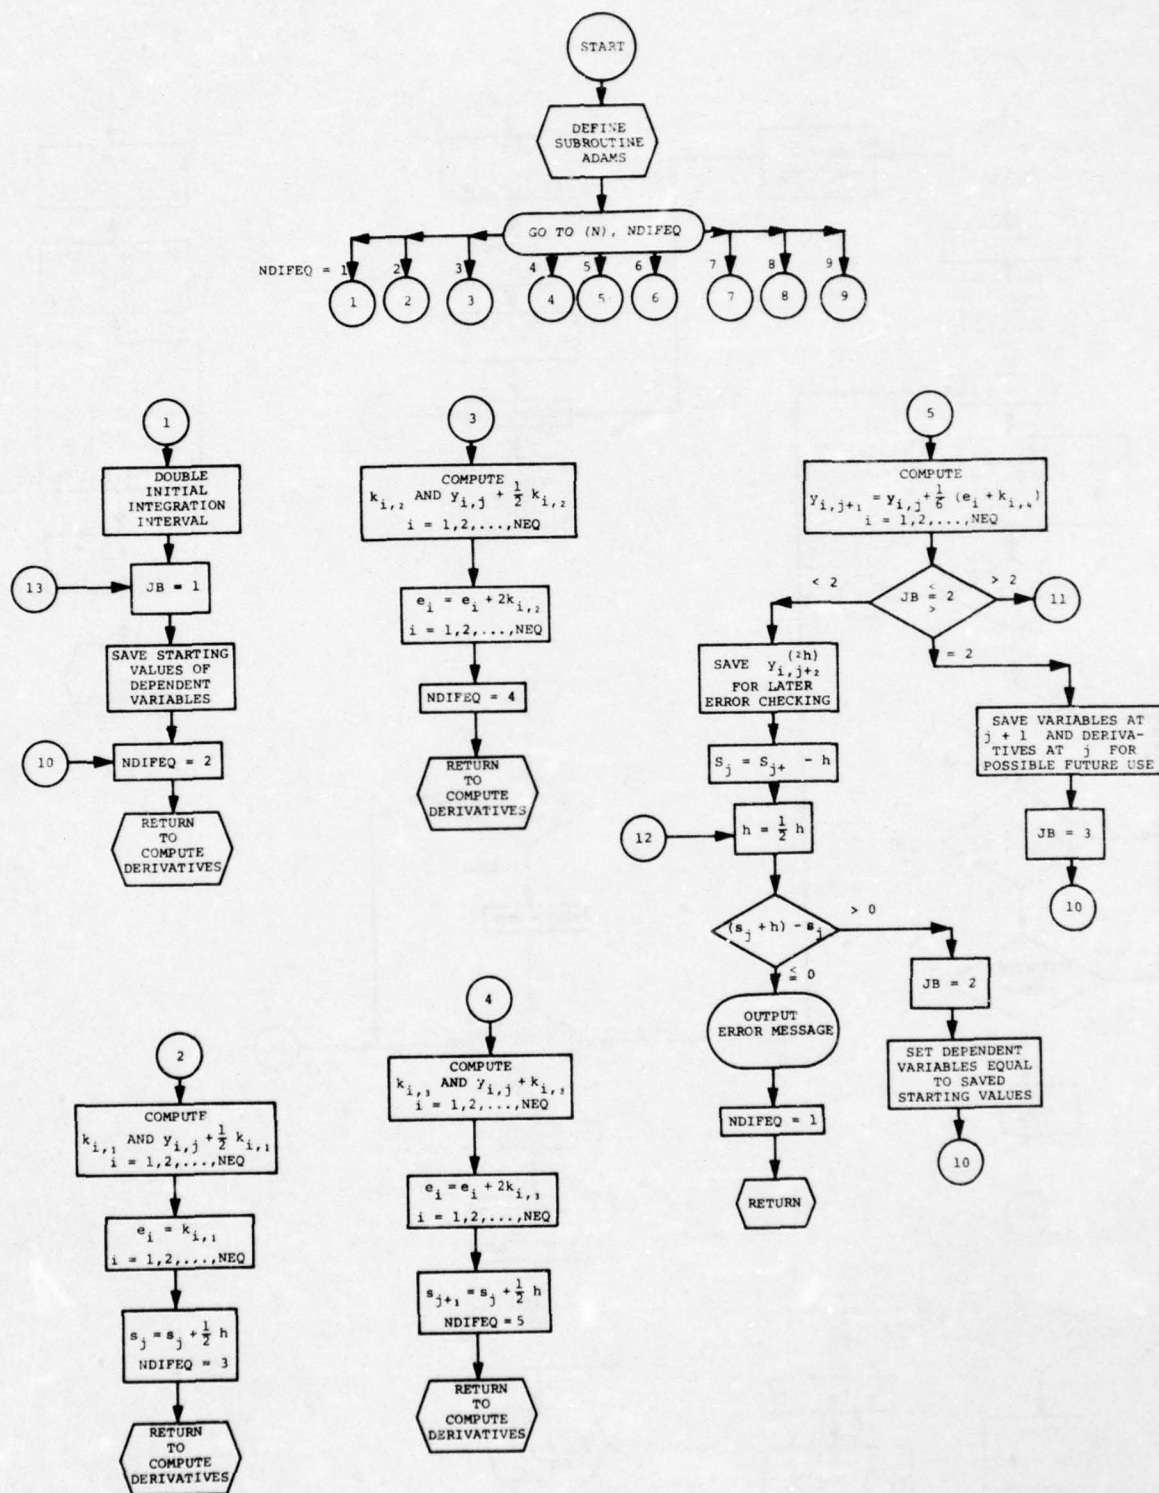 START
DEFINE
SUBROUTINE
ADAMS
GO TO (N), NDIFEQ
NDIFEQ = 1 2 3 4 5 6 7 8 9
1 2 3 4 5 6 7 8 9
1
DOUBLE
INITIAL
INTEGRATION
INTERVAL
13
JB = 1
SAVE STARTING
VALUES OF
DEPENDENT
VARIABLES
10
NDIFEQ = 2
RETURN
TO
COMPUTE
DERIVATIVES
3
COMPUTE
k_{i,2} AND y_{i,j} + 1/2 k_{i,2}
i = 1,2,...,NEQ
e_i = e_i + 2k_{i,2}
i = 1,2,...,NEQ
NDIFEQ = 4
RETURN
TO
COMPUTE
DERIVATIVES
5
COMPUTE
y_{i,j+1} = y_{i,j} + 1/6 (e_i + k_{i,4})
i = 1,2,...,NEQ
<
JB = 2
>
< 2
> 2
11
= 2
SAVE y_{i,j+2}^{(2h)}
FOR LATER
ERROR CHECKING
s_j = s_{j+} - h
12
h = 1/2 h
(s_j + h) - s_j
> 0
≤ 0
OUTPUT
ERROR MESSAGE
NDIFEQ = 1
RETURN
SAVE VARIABLES AT
j + 1 AND DERIVA-
TIVES AT j FOR
POSSIBLE FUTURE USE
JB = 3
10
JB = 2
SET DEPENDENT
VARIABLES EQUAL
TO SAVED
STARTING VALUES
10
2
COMPUTE
k_{i,1} AND y_{i,j} + 1/2 k_{i,1}
i = 1,2,...,NEQ
e_i = k_{i,1}
i = 1,2,...,NEQ
s_j = s_j + 1/2 h
NDIFEQ = 3
RETURN
TO
COMPUTE
DERIVATIVES
4
COMPUTE
k_{i,3} AND y_{i,j} + k_{i,3}
i = 1,2,...,NEQ
e_i = e_i + 2k_{i,3}
i = 1,2,...,NEQ
s_{j+1} = s_j + 1/2 h
NDIFEQ = 5
RETURN
TO
COMPUTE
DERIVATIVES